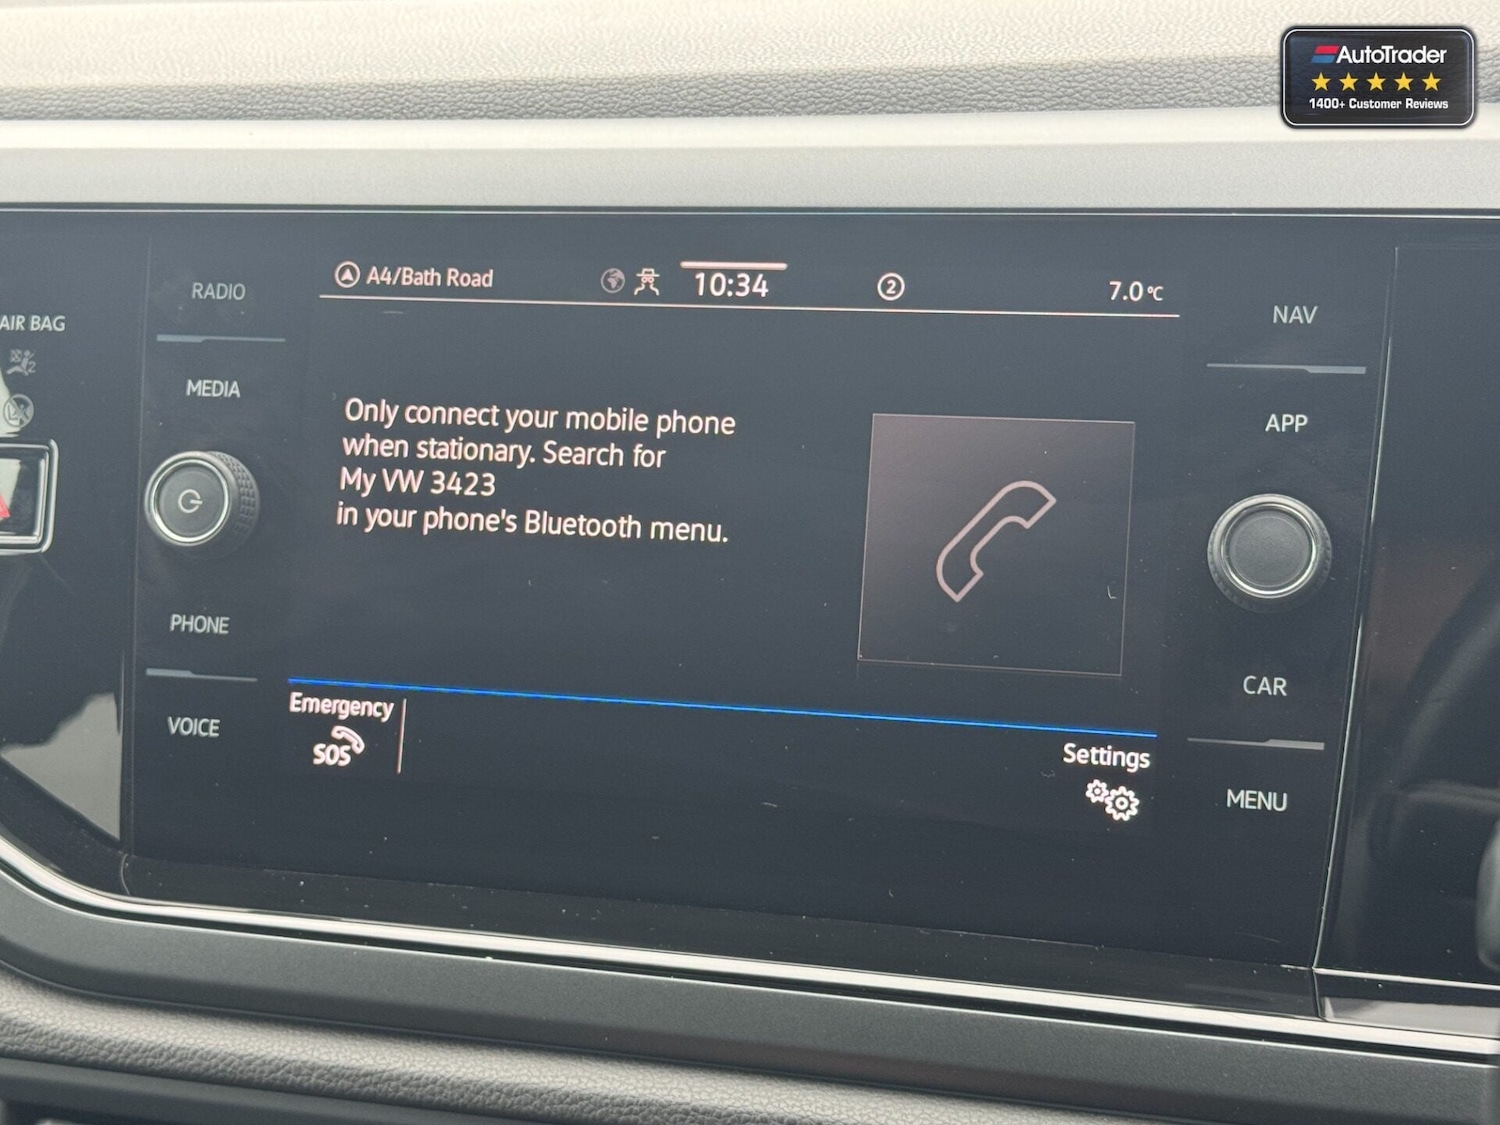 AutoTrader
1400+ Customer Reviews
A4/Bath Road
10:34
2
7.0°C
RADIO
NAV
AIR BAG
MEDIA
APP
Only connect your mobile phone
when stationary. Search for
My VW 3423
in your phone's Bluetooth menu.
PHONE
CAR
Emergency
SOS
VOICE
Settings
MENU